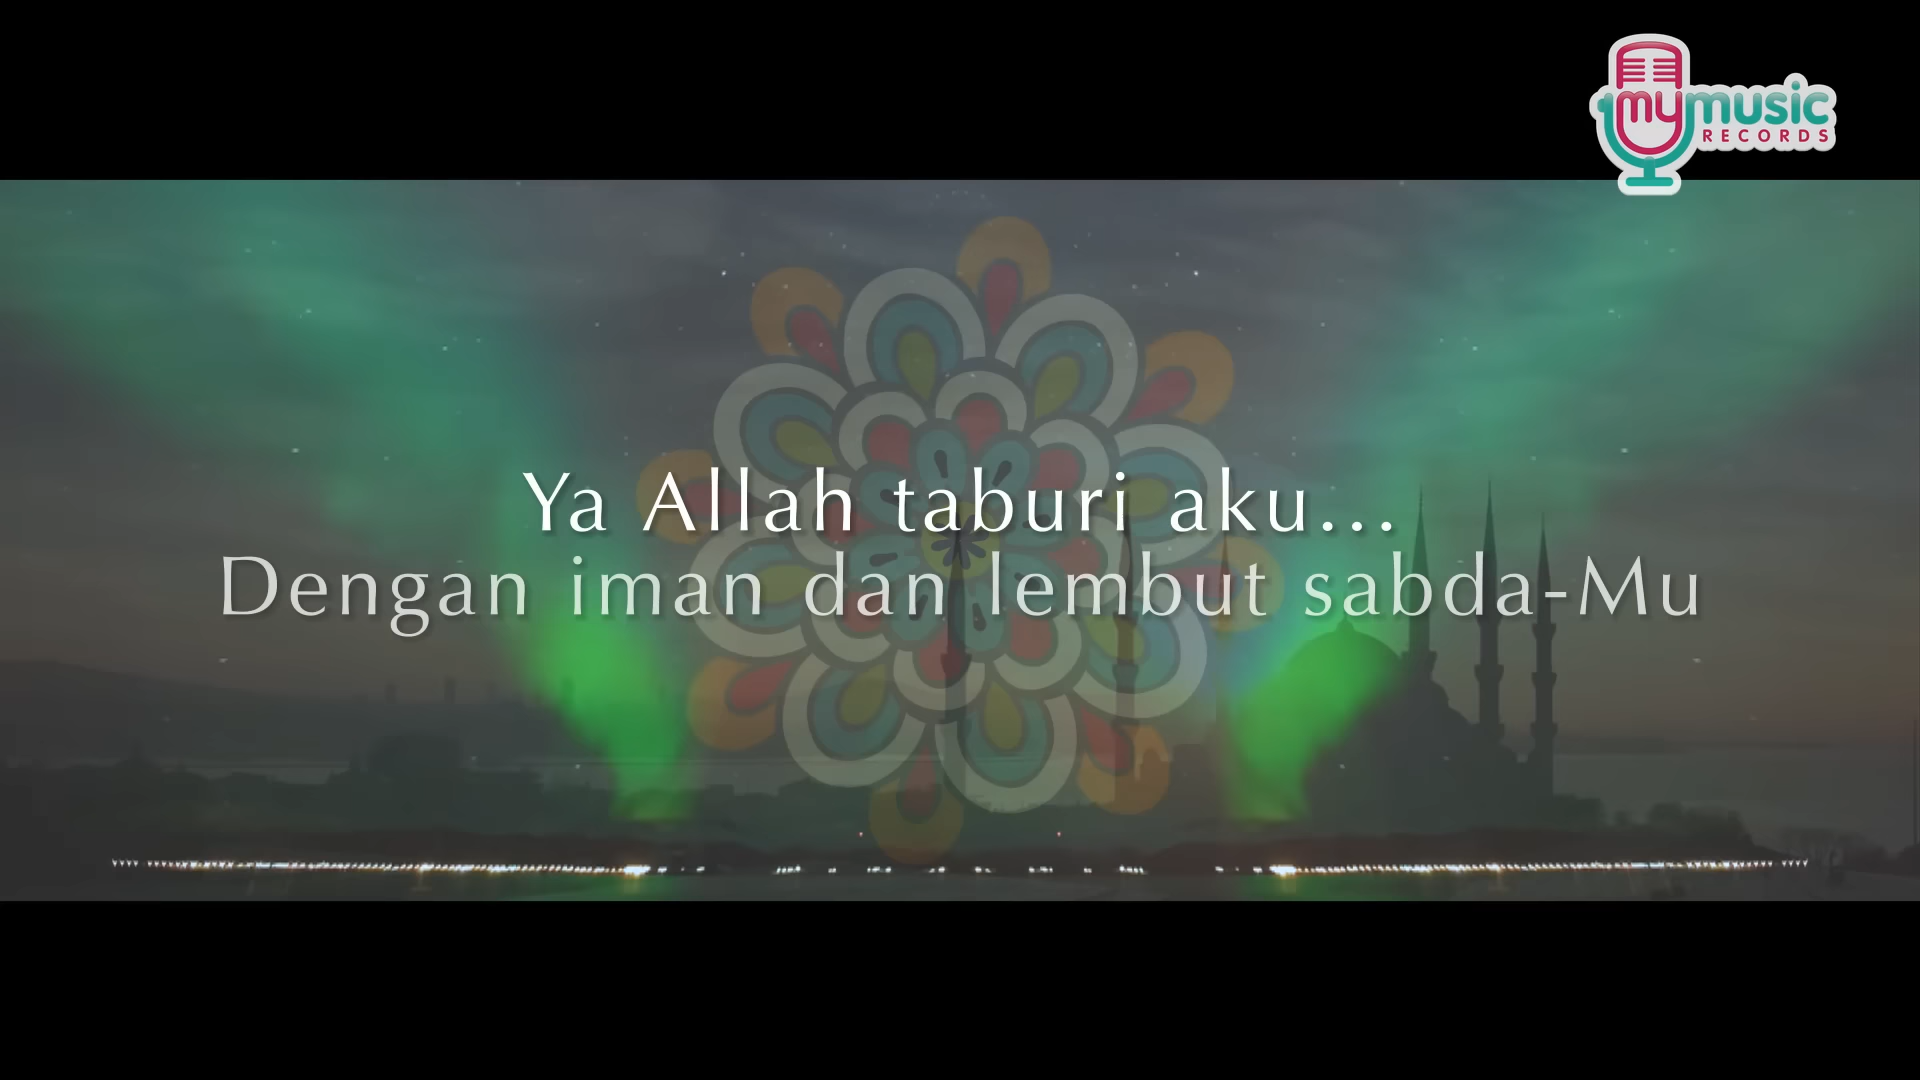 mymusic
RECORDS
Ya Allah taburi aku...
Dengan iman dan lembut sabda-Mu